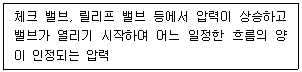 체크 밸브, 릴리프 밸브 등에서 압력이 상승하고
밸브가 열리기 시작하여 어느 일정한 흐름의 양
이 인정되는 압력